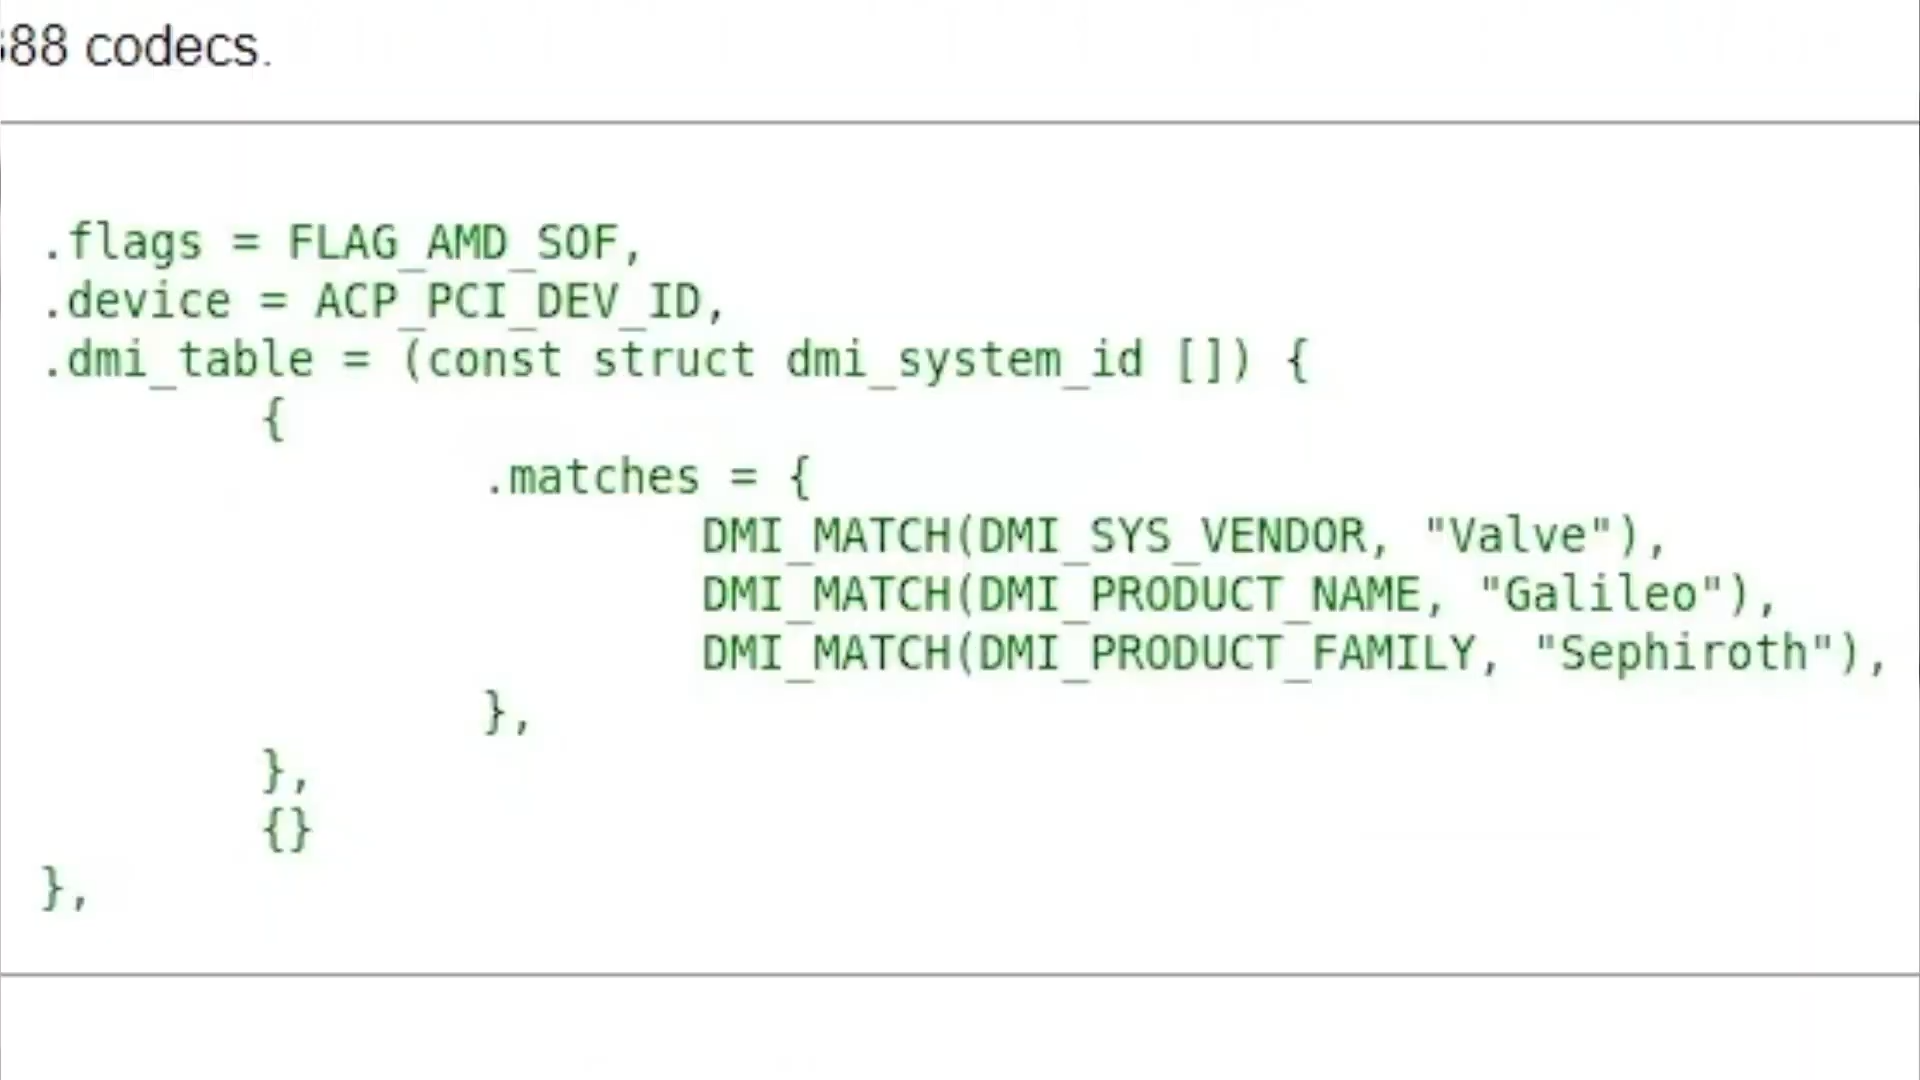 88 codecs.
.flags = FLAG_AMD_SOF,
.device = ACP_PCI_DEV_ID,
.dmi_table = (const struct dmi_system_id []) {
{
.matches = {
DMI_MATCH(DMI_SYS_VENDOR, "Valve"),
DMI_MATCH(DMI_PRODUCT_NAME, "Galileo"),
DMI_MATCH(DMI_PRODUCT_FAMILY, "Sephiroth"),
},
},
{}
},